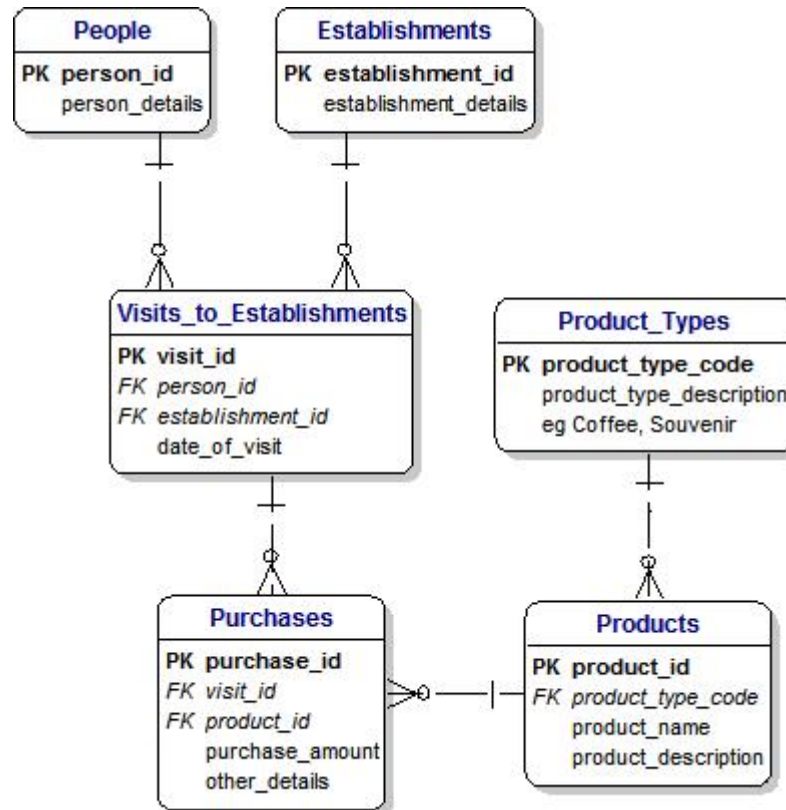 People
PK person_id
person_details
Establishments
PK establishment_id
establishment_details
Visits_to_Establishments
PK visit_id
FK person_id
FK establishment_id
date_of_visit
Product_Types
PK product_type_code
product_type_description
eg Coffee, Souvenir
Purchases
PK purchase_id
FK visit_id
FK product_id
purchase_amount
other_details
Products
PK product_id
FK product_type_code
product_name
product_description